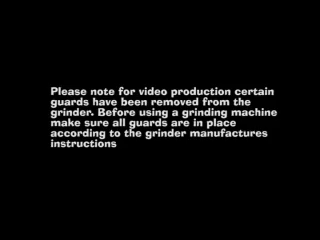 Please note for video production certain
guards have been removed from the
grinder. Before using a grinding machine
make sure all guards are in place
according to the grinder manufactures
instructions